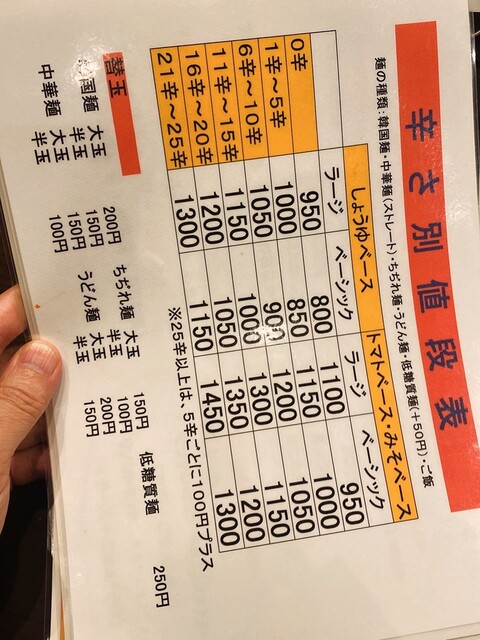 辛さ別値段表
麺の種類:韓国麺・中華麺(ストレート)・ちぢれ麺・うどん麺・低糖質麺(+50円)・ご飯
しょうゆベース トマトベース・みそベース
ラージ ベーシック ラージ ベーシック
0辛 950 800 1100 950
1辛～5辛 1000 850 1150 1000
6辛～10辛 1050 900 1200 1050
11辛～15辛 1150 1000 1300 1150
16辛～20辛 1200 1050 1350 1200
21辛～25辛 1300 1150 1450 1300
※25辛以上は、5辛ごとに100円プラス
替玉
韓国麺 大玉 200円 ちぢれ麺 大玉 150円 低糖質麺 250円
半玉 150円 半玉 100円
中華麺 大玉 150円 うどん麺 大玉 200円
半玉 100円 半玉 150円